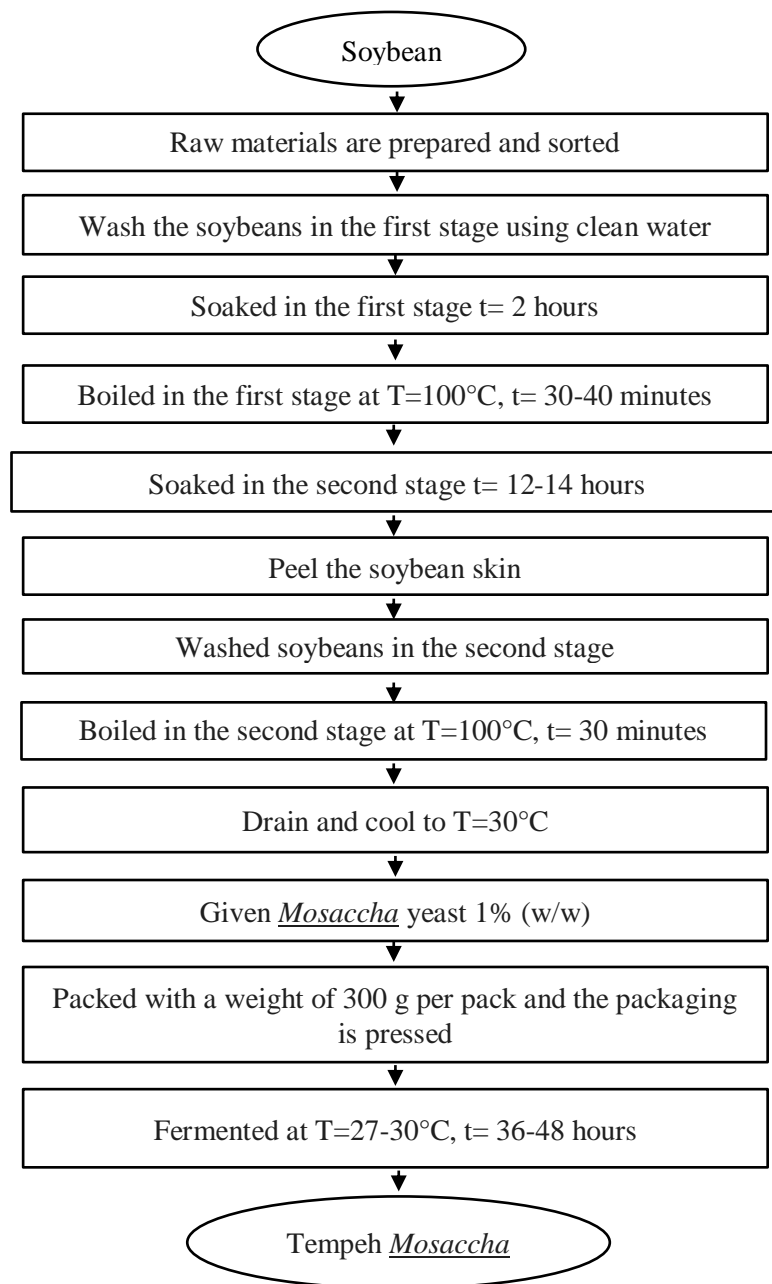 Soybean
Raw materials are prepared and sorted
Wash the soybeans in the first stage using clean water
Soaked in the first stage t= 2 hours
Boiled in the first stage at T=100°C, t= 30-40 minutes
Soaked in the second stage t= 12-14 hours
Peel the soybean skin
Washed soybeans in the second stage
Boiled in the second stage at T=100°C, t= 30 minutes
Drain and cool to T=30°C
Given Mosaccha yeast 1% (w/w)
Packed with a weight of 300 g per pack and the packaging
is pressed
Fermented at T=27-30°C, t= 36-48 hours
Tempeh Mosaccha